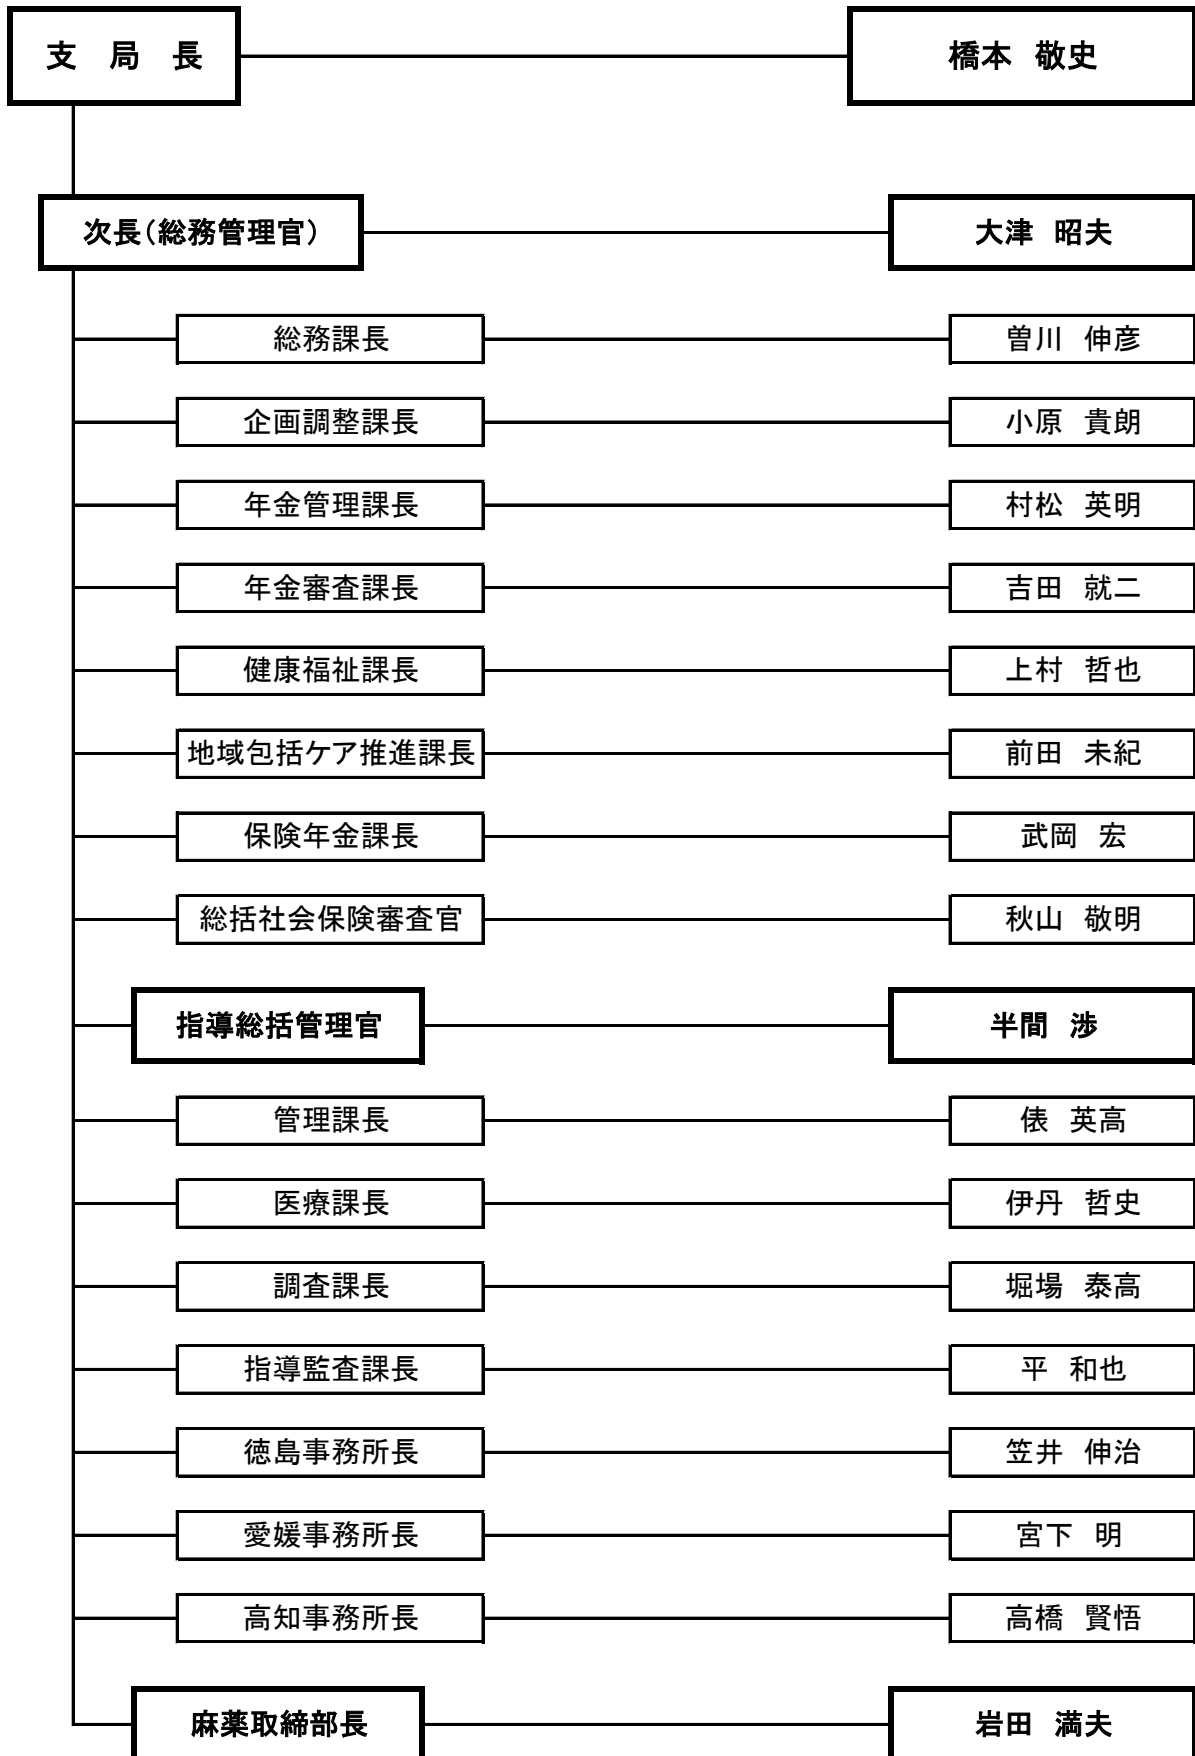 支　局　長　橋本　敬史
次長（総務管理官）　大津　昭夫
総務課長　曽川　伸彦
企画調整課長　小原　貴朗
年金管理課長　村松　英明
年金審査課長　吉田　就二
健康福祉課長　上村　哲也
地域包括ケア推進課長　前田　未紀
保険年金課長　武岡　宏
総括社会保険審査官　秋山　敬明
指導総括管理官　半間　渉
管理課長　俵　英高
医療課長　伊丹　哲史
調査課長　堀場　泰高
指導監査課長　平　和也
徳島事務所長　笠井　伸治
愛媛事務所長　宮下　明
高知事務所長　高橋　賢悟
麻薬取締部長　岩田　満夫